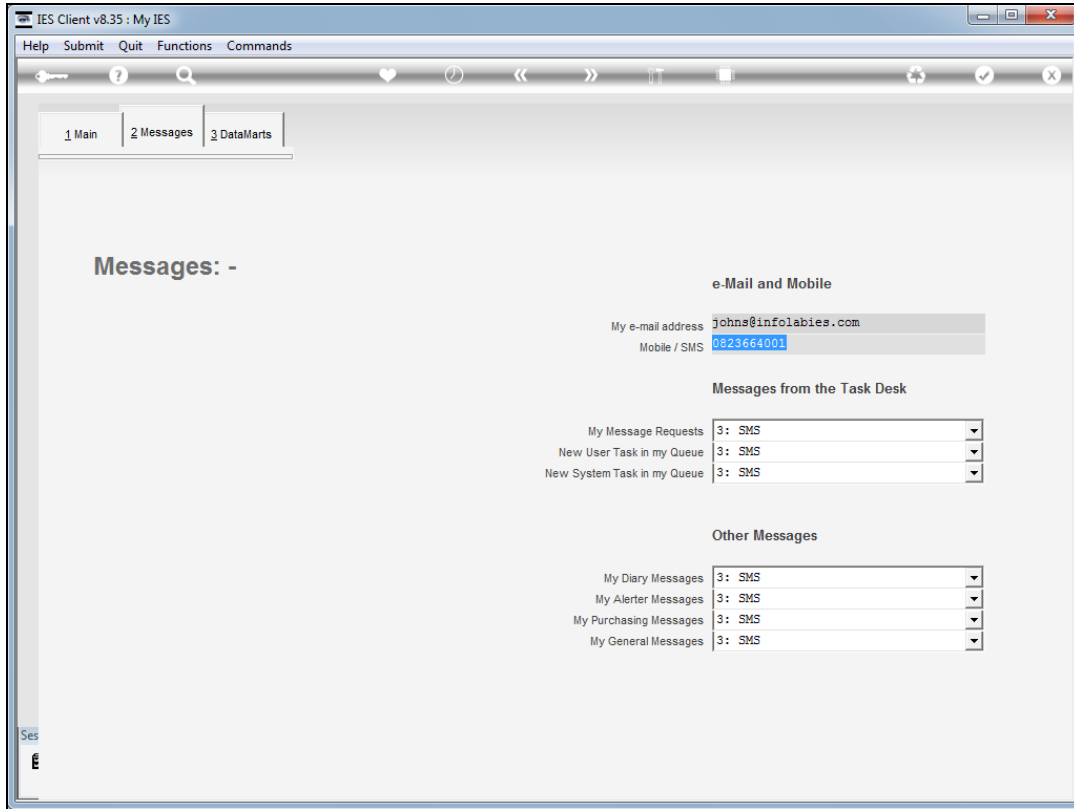 IES Client v8.35 : My IES
Help Submit Quit Functions Commands
1 Main 2 Messages 3 DataMarts
Messages: -
e-Mail and Mobile
My e-mail address johns@infolabies.com
Mobile / SMS 0823664001
Messages from the Task Desk
My Message Requests 3: SMS
New User Task in my Queue 3: SMS
New System Task in my Queue 3: SMS
Other Messages
My Diary Messages 3: SMS
My Alerter Messages 3: SMS
My Purchasing Messages 3: SMS
My General Messages 3: SMS
Ses